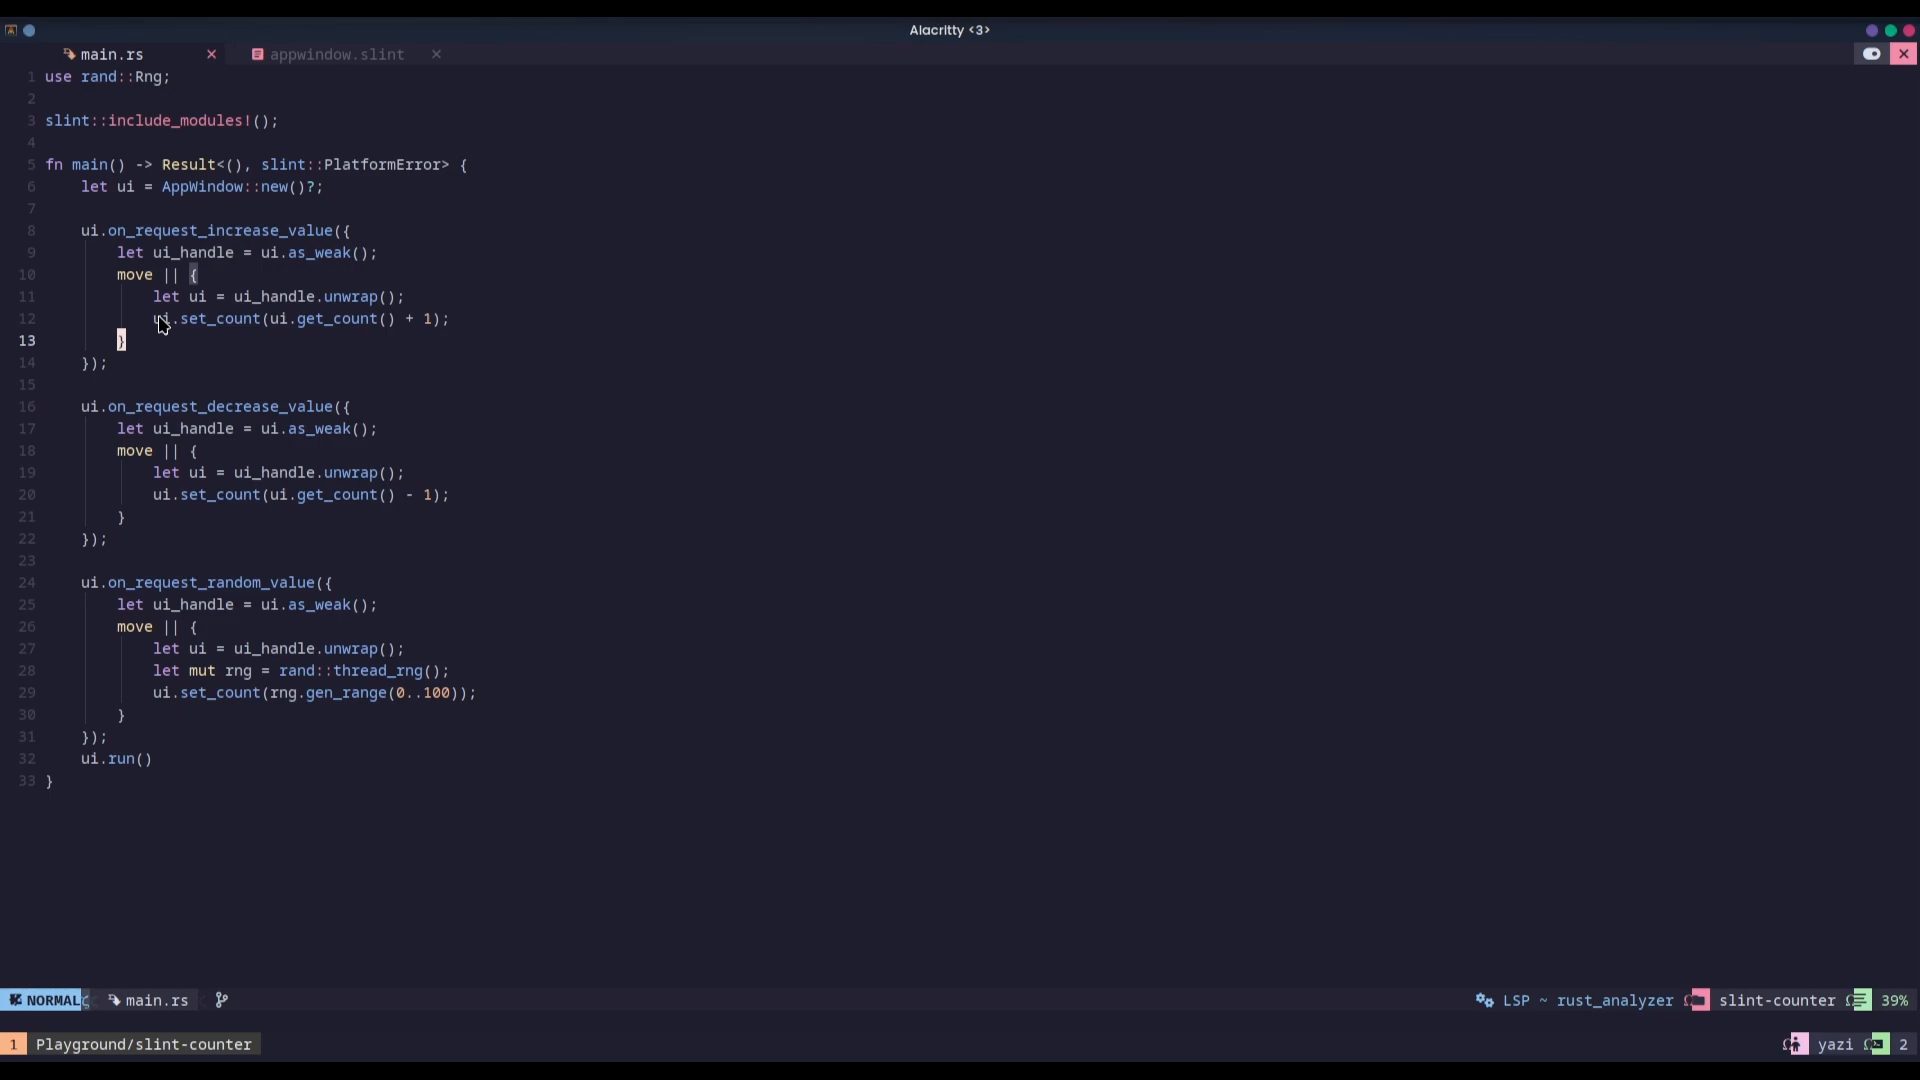 Alacritty <3>
main.rs appwindow.slint
1 use rand::Rng;
2
3 slint::include_modules!();
4
5 fn main() -> Result<(), slint::PlatformError> {
6     let ui = AppWindow::new()?;
7
8     ui.on_request_increase_value({
9         let ui_handle = ui.as_weak();
10         move || {
11             let ui = ui_handle.unwrap();
12             ui.set_count(ui.get_count() + 1);
13         }
14     });
15
16     ui.on_request_decrease_value({
17         let ui_handle = ui.as_weak();
18         move || {
19             let ui = ui_handle.unwrap();
20             ui.set_count(ui.get_count() - 1);
21         }
22     });
23
24     ui.on_request_random_value({
25         let ui_handle = ui.as_weak();
26         move || {
27             let ui = ui_handle.unwrap();
28             let mut rng = rand::thread_rng();
29             ui.set_count(rng.gen_range(0..100));
30         }
31     });
32     ui.run()
33 }
NORMAL main.rs LSP ~ rust_analyzer slint-counter 39%
1 Playground/slint-counter yazi 2